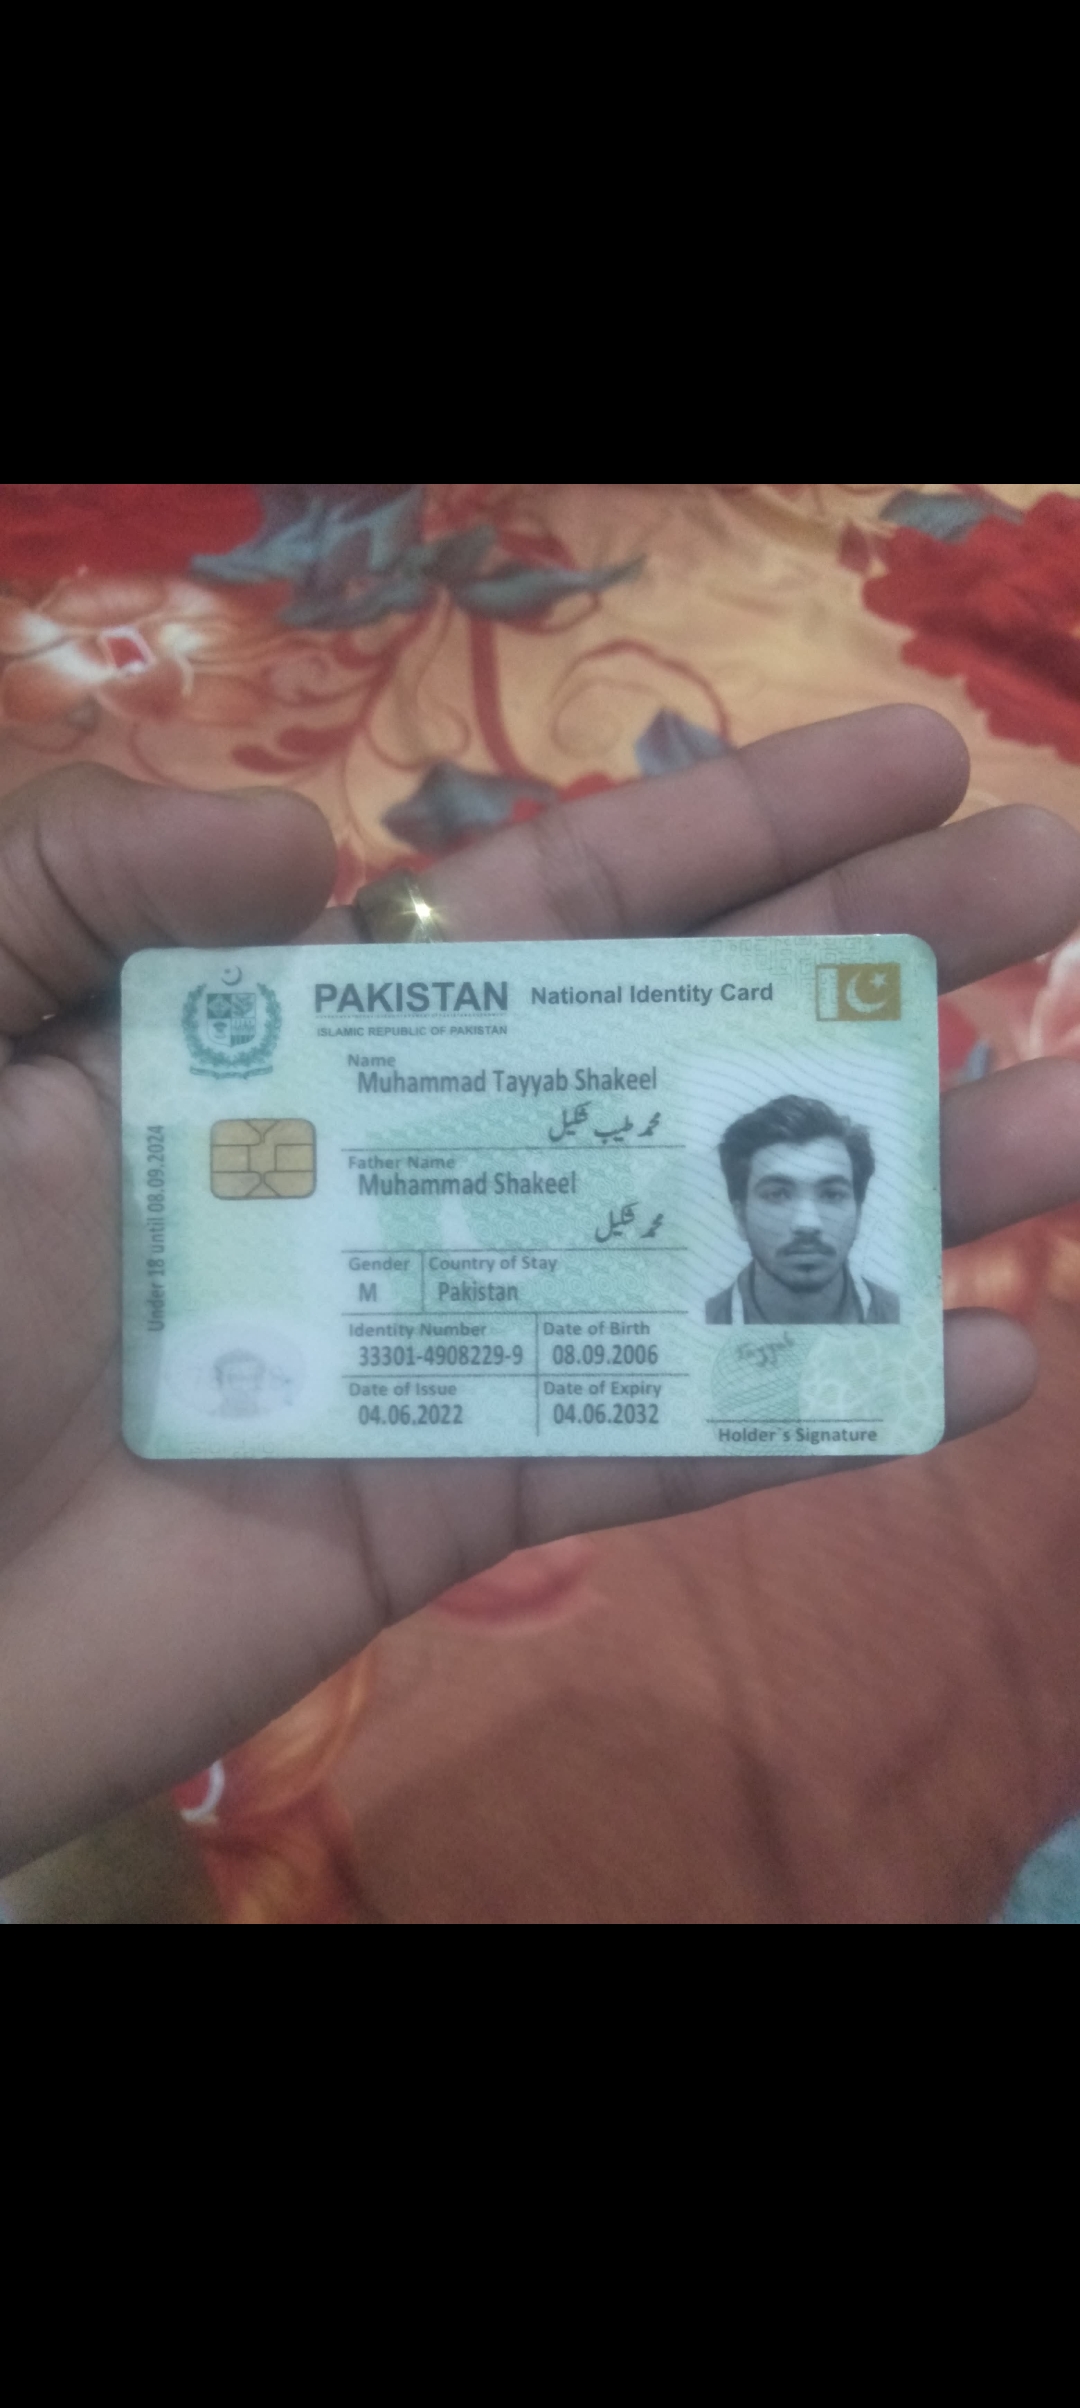 PAKISTAN National Identity Card
ISLAMIC REPUBLIC OF PAKISTAN
Name
Muhammad Tayyab Shakeel
محمد طیب شکیل
Father Name
Muhammad Shakeel
محمد شکیل
Gender Country of Stay
M Pakistan
Identity Number Date of Birth
33301-4908229-9 08.09.2006
Date of Issue Date of Expiry
04.06.2022 04.06.2032
Tayyab
Holder`s Signature
Under 18 until 08.09.2024